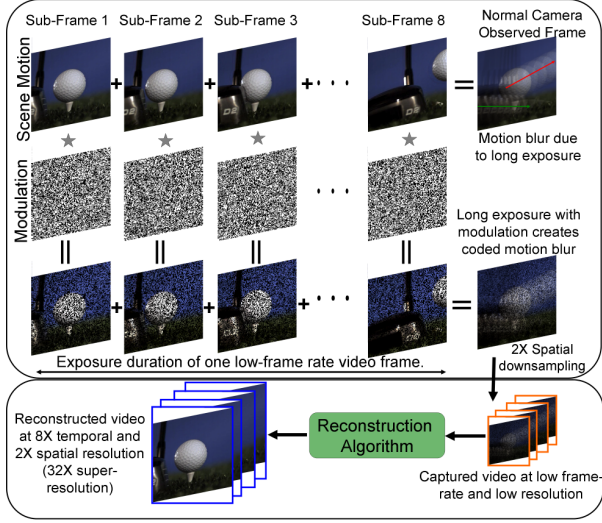 Sub-Frame 1
Sub-Frame 2
Sub-Frame 3
Sub-Frame 8
Normal Camera
Observed Frame
Scene Motion
+
+
+
=
Motion blur due
to long exposure
Modulation
Long exposure with
modulation creates
coded motion blur
+
+
+
=
Exposure duration of one low-frame rate video frame.
2X Spatial
downsampling
Reconstructed video
at 8X temporal and
2X spatial resolution
(32X super-
resolution)
Reconstruction
Algorithm
Captured video at low frame-
rate and low resolution